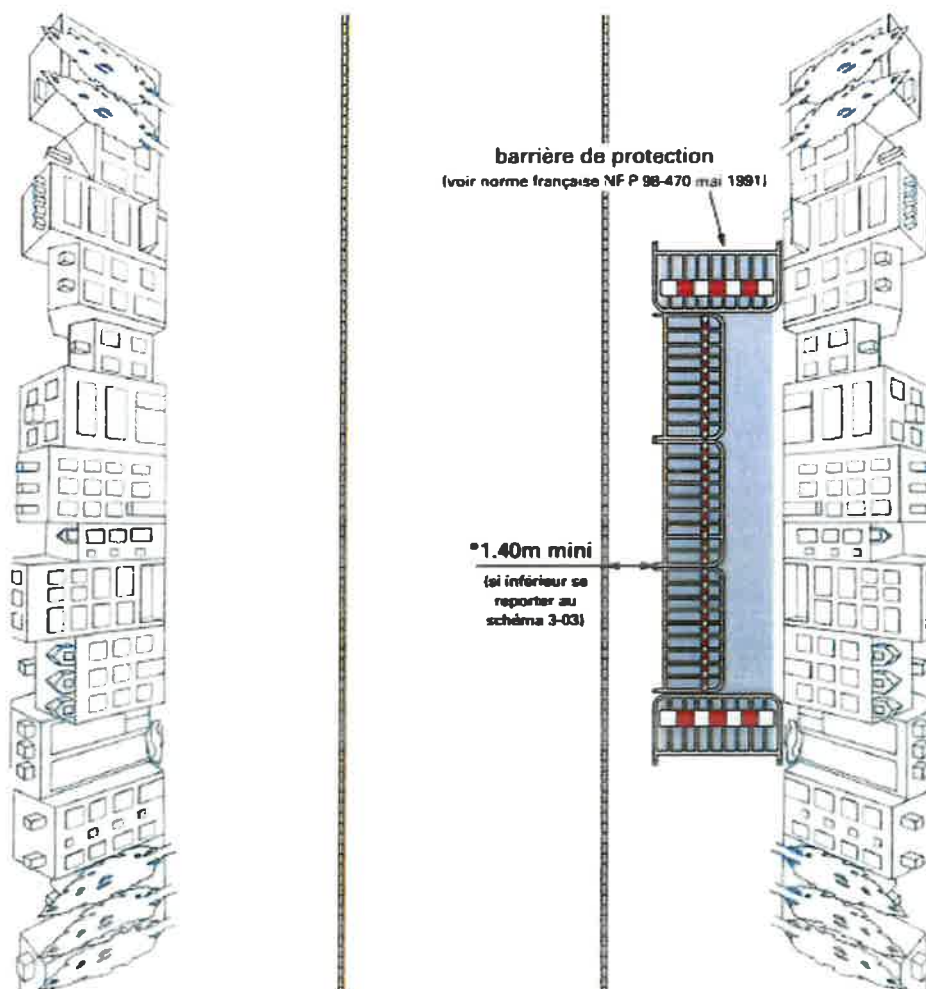 barrière de protection
(voir norme française NF P 98-470 mai 1991)
*1.40m mini
(si inférieur se
reporter au
schéma 3-03)